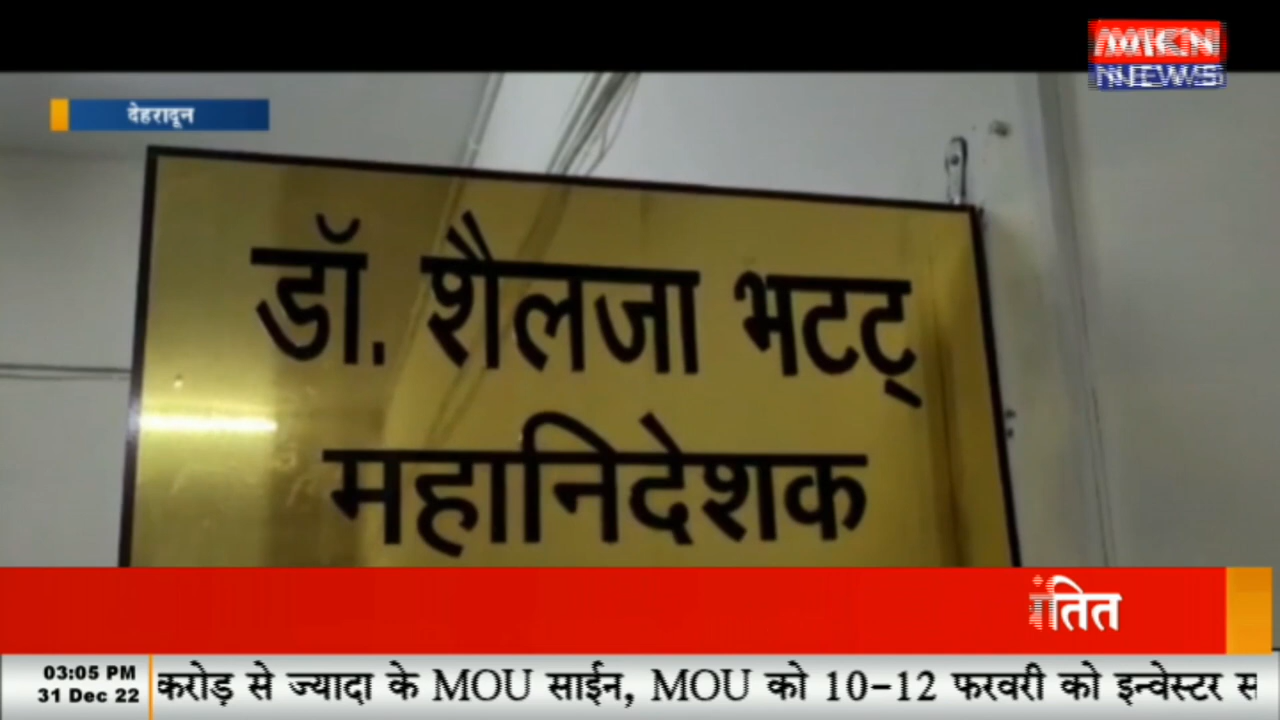 NEWS
देहरादून
डॉ. शैलजा भटट्
महानिदेशक
03:05 PM
31 Dec 22
करोड़ से ज्यादा के MOU साईन, MOU को 10-12 फरवरी को इन्वेस्टर